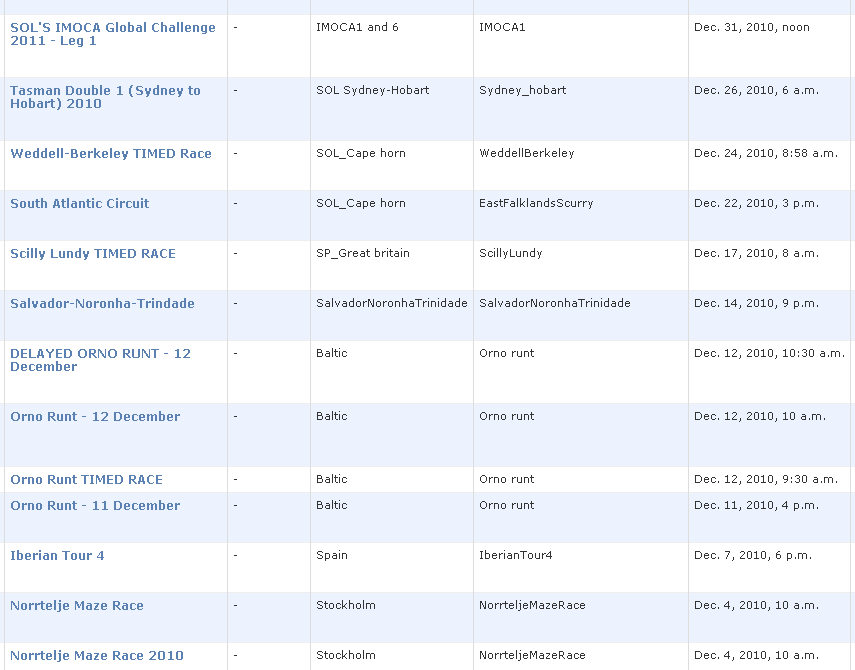 SOL'S IMOCA Global Challenge 2011 - Leg 1 - IMOCA1 and 6 IMOCA1 Dec. 31, 2010, noon
Tasman Double 1 (Sydney to Hobart) 2010 - SOL Sydney-Hobart Sydney_hobart Dec. 26, 2010, 6 a.m.
Weddell-Berkeley TIMED Race - SOL_Cape horn WeddellBerkeley Dec. 24, 2010, 8:58 a.m.
South Atlantic Circuit - SOL_Cape horn EastFalklandsScurry Dec. 22, 2010, 3 p.m.
Scilly Lundy TIMED RACE - SP_Great britain ScillyLundy Dec. 17, 2010, 8 a.m.
Salvador-Noronha-Trindade - SalvadorNoronhaTrinidade SalvadorNoronhaTrinidade Dec. 14, 2010, 9 p.m.
DELAYED ORNO RUNT - 12 December - Baltic Orno runt Dec. 12, 2010, 10:30 a.m.
Orno Runt - 12 December - Baltic Orno runt Dec. 12, 2010, 10 a.m.
Orno Runt TIMED RACE - Baltic Orno runt Dec. 12, 2010, 9:30 a.m.
Orno Runt - 11 December - Baltic Orno runt Dec. 11, 2010, 4 p.m.
Iberian Tour 4 - Spain IberianTour4 Dec. 7, 2010, 6 p.m.
Norrtelje Maze Race - Stockholm NorrteljeMazeRace Dec. 4, 2010, 10 a.m.
Norrtelje Maze Race 2010 - Stockholm NorrteljeMazeRace Dec. 4, 2010, 10 a.m.